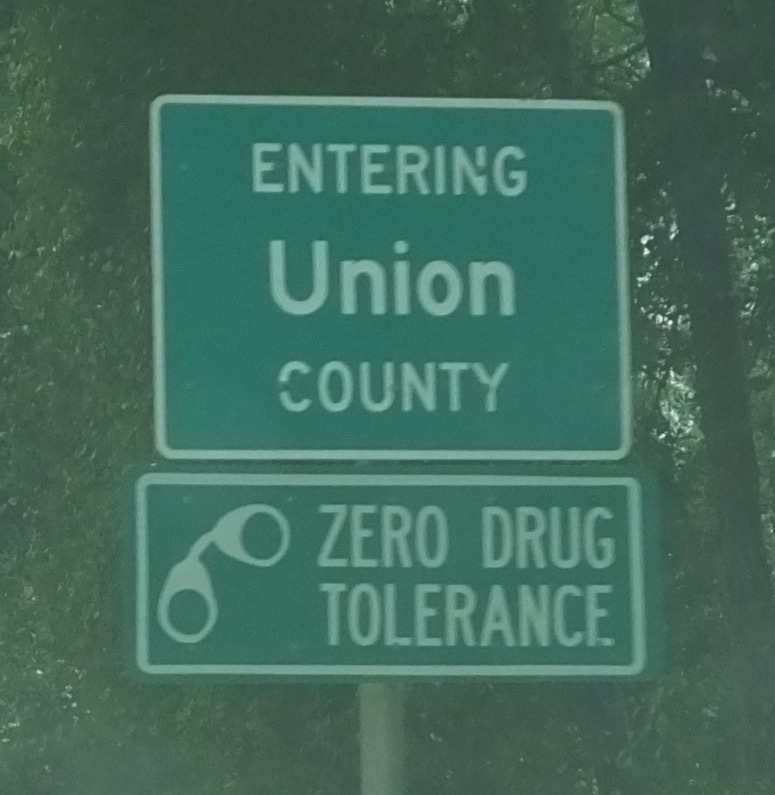 ENTERING
Union
COUNTY
ZERO DRUG
TOLERANCE